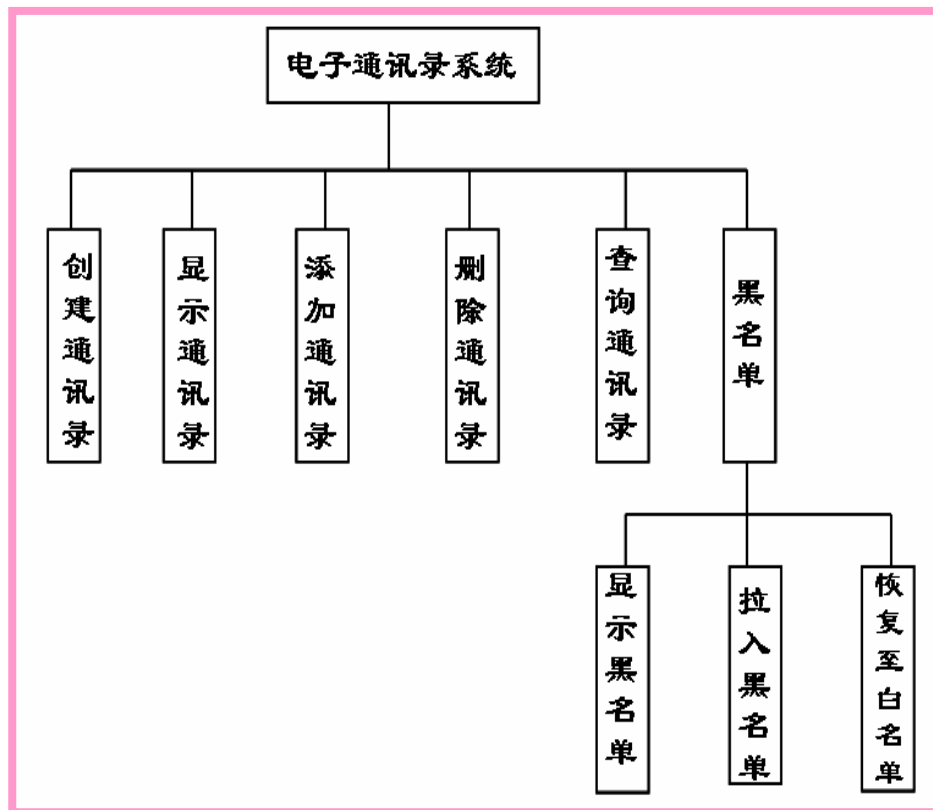 电子通讯录系统
创建通讯录
显示通讯录
添加通讯录
删除通讯录
查询通讯录
黑名单
显示黑名单
拉入黑名单
恢复至白名单